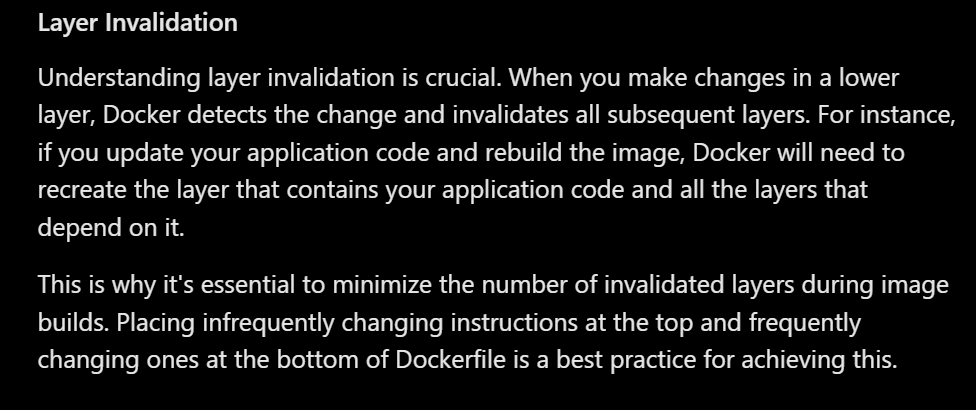 Layer Invalidation
Understanding layer invalidation is crucial. When you make changes in a lower
layer, Docker detects the change and invalidates all subsequent layers. For instance,
if you update your application code and rebuild the image, Docker will need to
recreate the layer that contains your application code and all the layers that
depend on it.
This is why it's essential to minimize the number of invalidated layers during image
builds. Placing infrequently changing instructions at the top and frequently
changing ones at the bottom of Dockerfile is a best practice for achieving this.